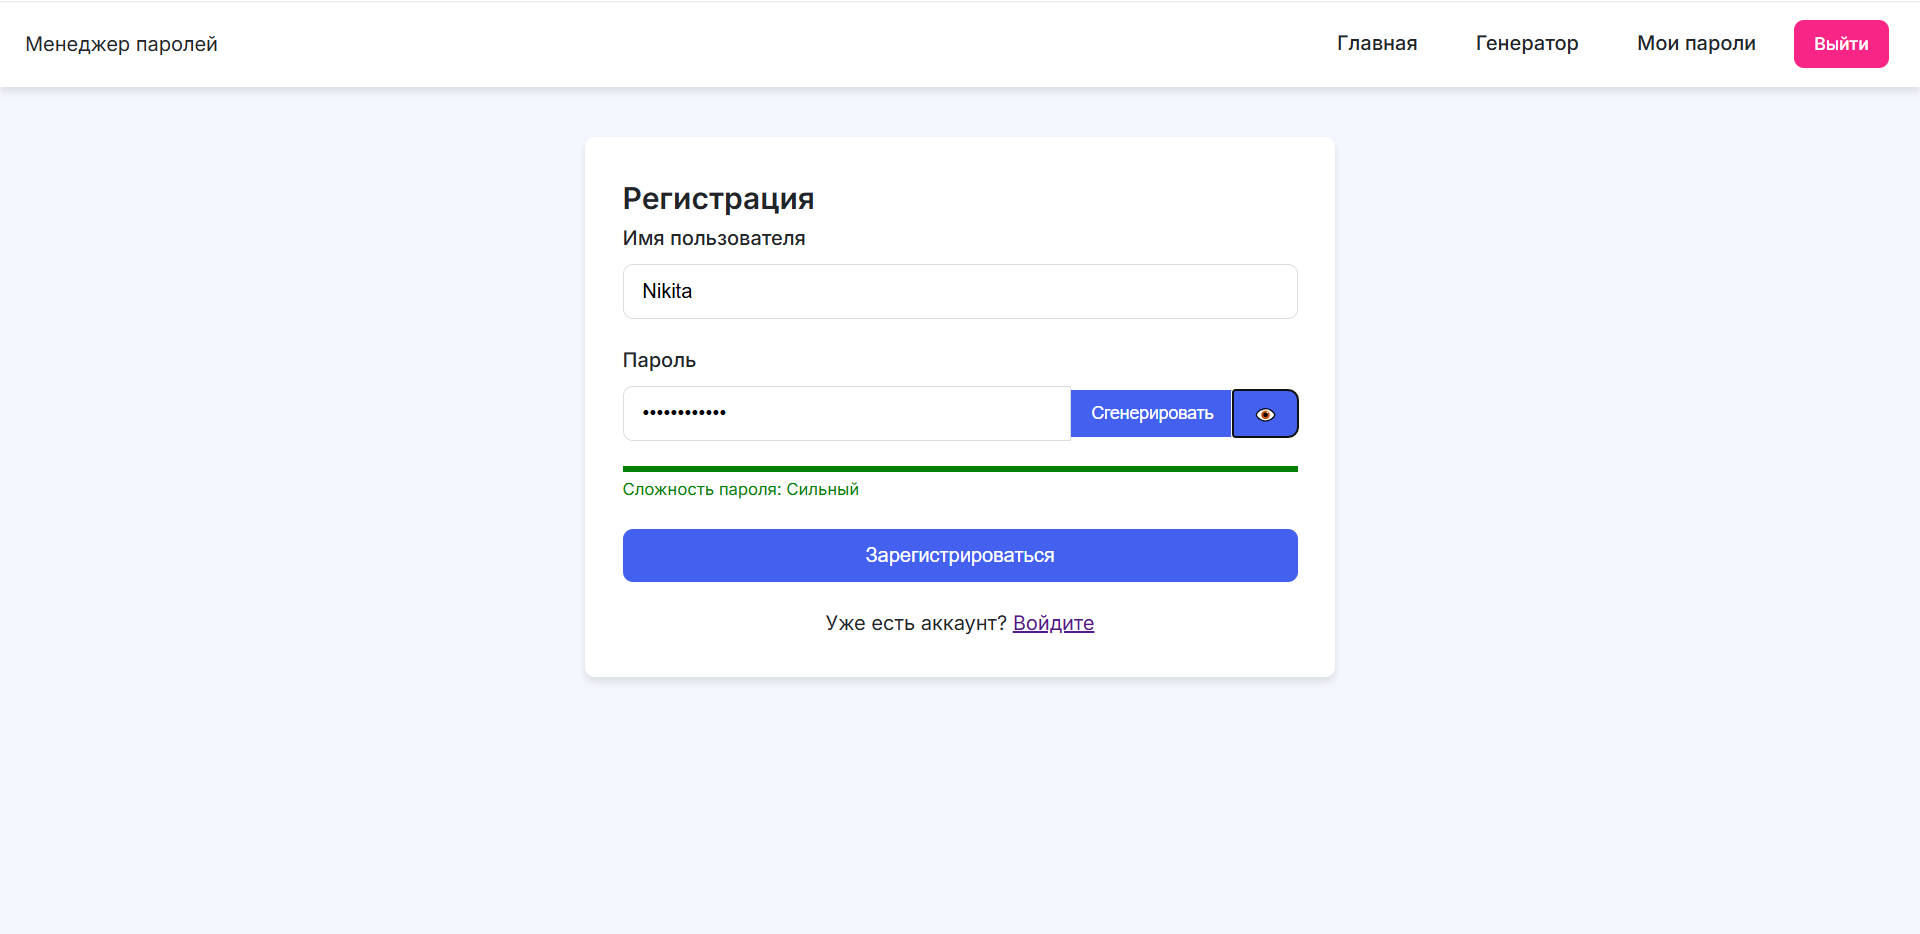 Менеджер паролей
Главная
Генератор
Мои пароли
Выйти
Регистрация
Имя пользователя
Nikita
Пароль
••••••••••••
Сгенерировать
Сложность пароля: Сильный
Зарегистрироваться
Уже есть аккаунт? Войдите